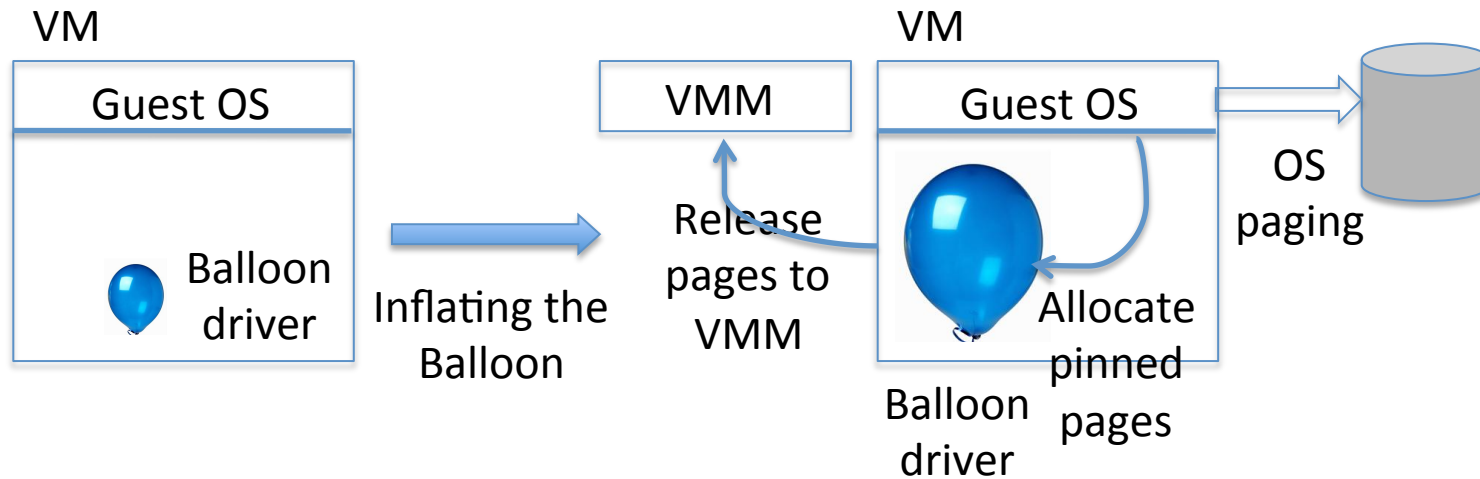 VM
Guest OS
Balloon
driver
Inflating the
Balloon
VMM
Release
pages to
VMM
VM
Guest OS
Allocate
pinned
pages
Balloon
driver
OS
paging